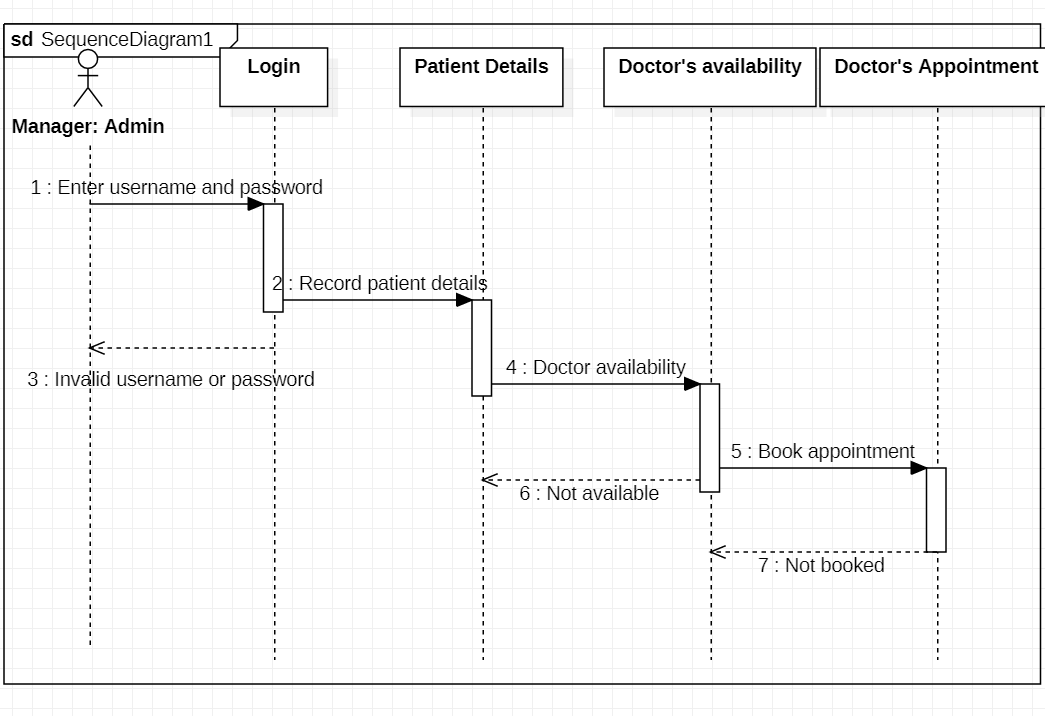 sd SequenceDiagram1
Login
Patient Details
Doctor's availability
Doctor's Appointment
Manager: Admin
1 : Enter username and password
2 : Record patient details
3 : Invalid username or password
4 : Doctor availability
5 : Book appointment
6 : Not available
7 : Not booked